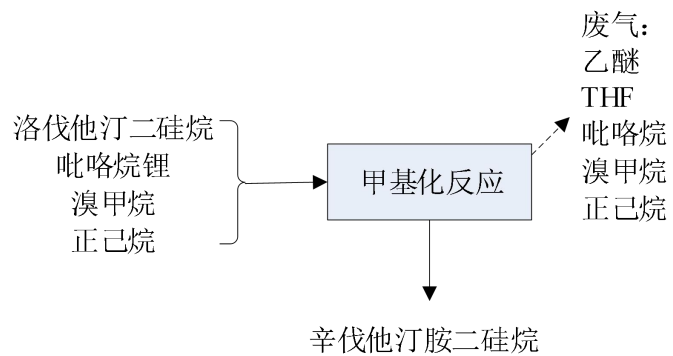 洛伐他汀二硅烷
吡咯烷锂
溴甲烷
正己烷
甲基化反应
废气：
乙醚
THF
吡咯烷
溴甲烷
正己烷
辛伐他汀胺二硅烷